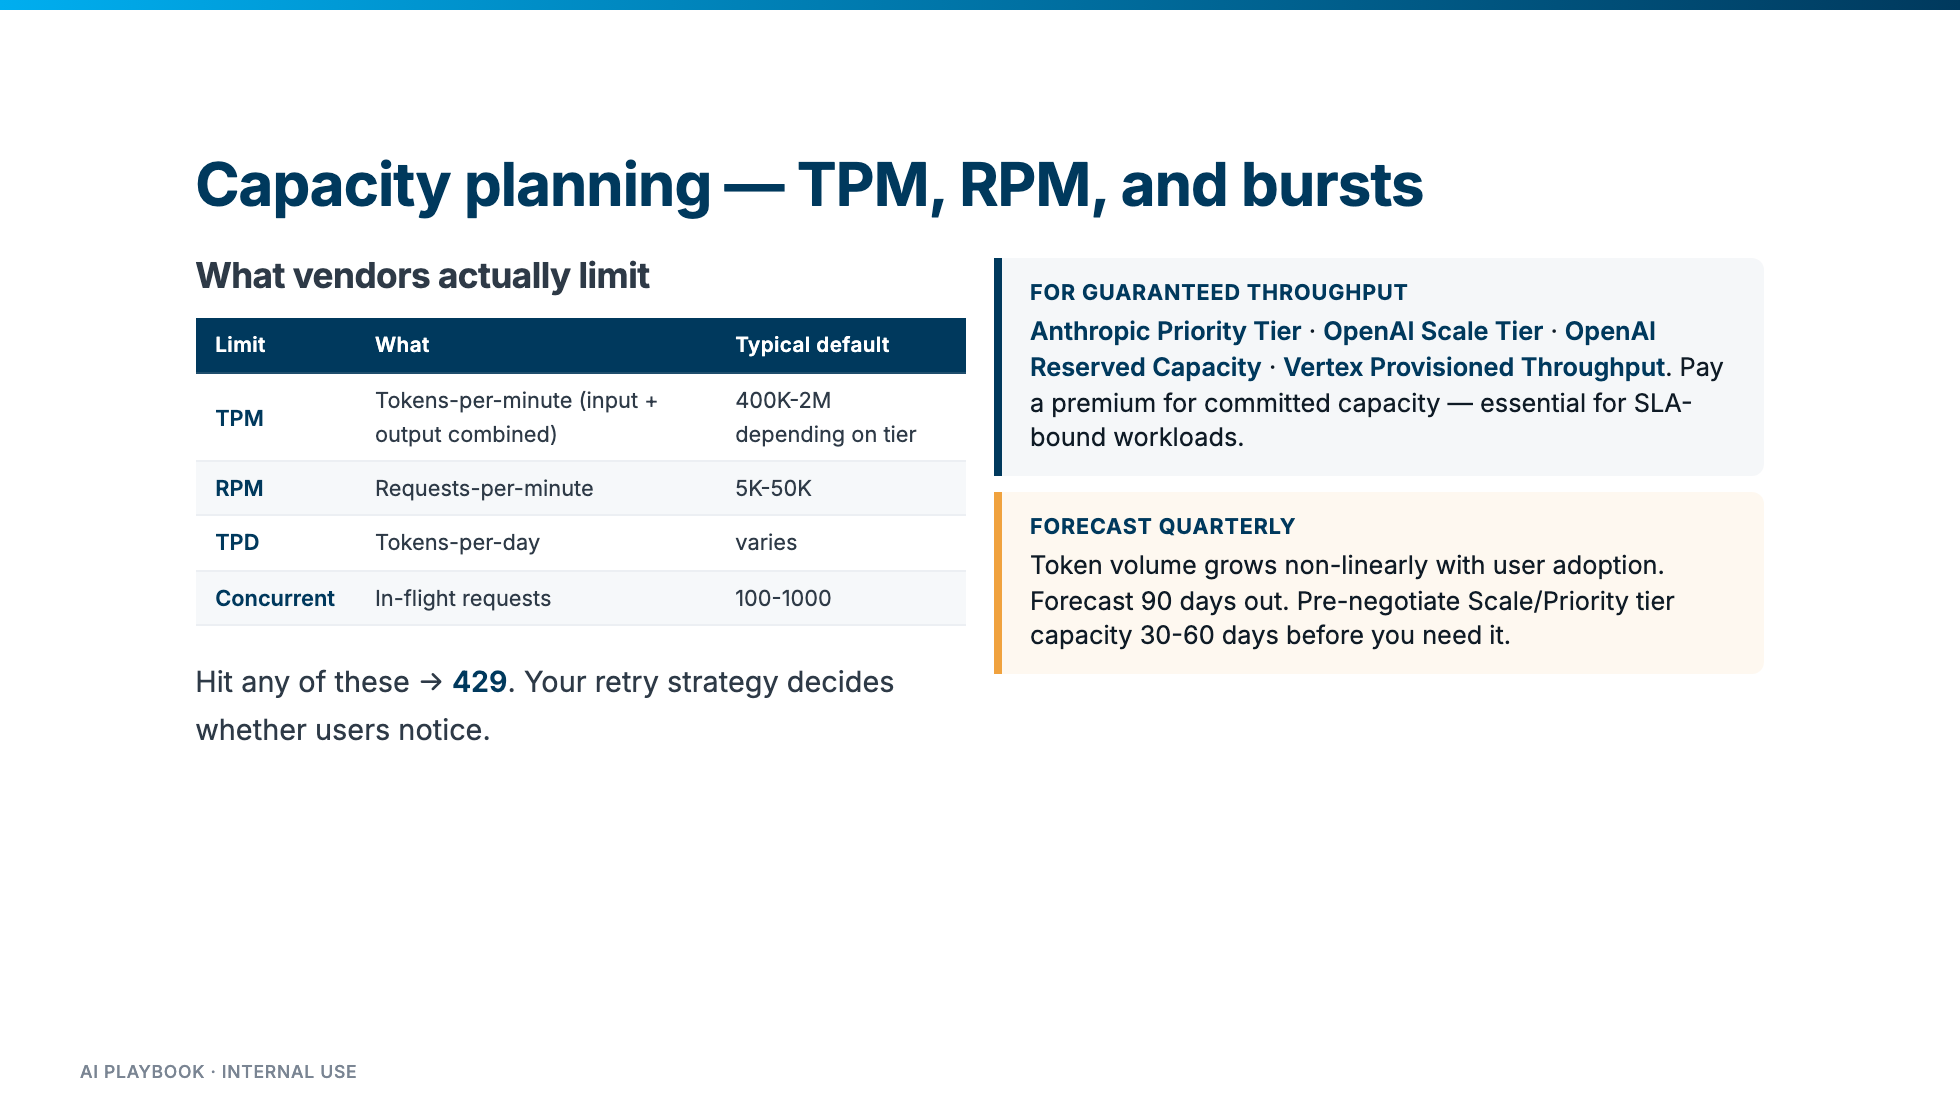 Capacity planning — TPM, RPM, and bursts
What vendors actually limit
Limit What Typical default
TPM Tokens-per-minute (input + output combined) 400K-2M depending on tier
RPM Requests-per-minute 5K-50K
TPD Tokens-per-day varies
Concurrent In-flight requests 100-1000
Hit any of these → 429. Your retry strategy decides
whether users notice.
FOR GUARANTEED THROUGHPUT
Anthropic Priority Tier · OpenAI Scale Tier · OpenAI
Reserved Capacity · Vertex Provisioned Throughput. Pay
a premium for committed capacity — essential for SLA-
bound workloads.
FORECAST QUARTERLY
Token volume grows non-linearly with user adoption.
Forecast 90 days out. Pre-negotiate Scale/Priority tier
capacity 30-60 days before you need it.
AI PLAYBOOK · INTERNAL USE